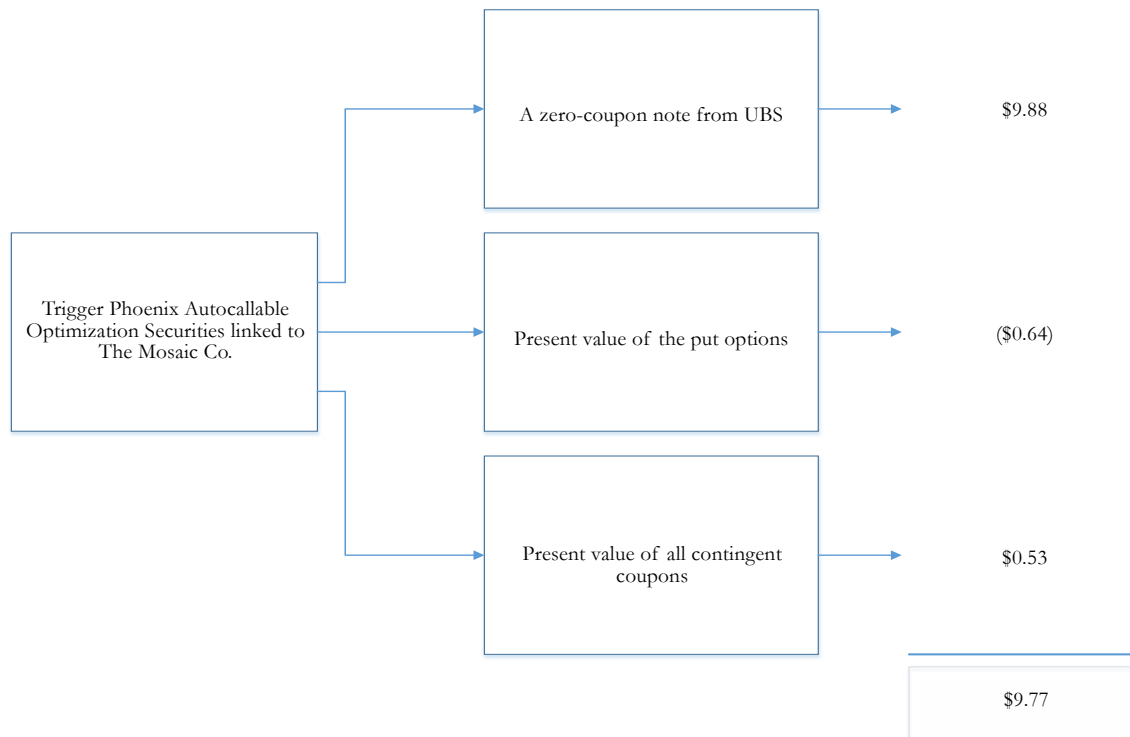 A zero-coupon note from UBS
$9.88
Trigger Phoenix Autocallable
Optimization Securities linked to
The Mosaic Co.
Present value of the put options
($0.64)
Present value of all contingent
coupons
$0.53
$9.77